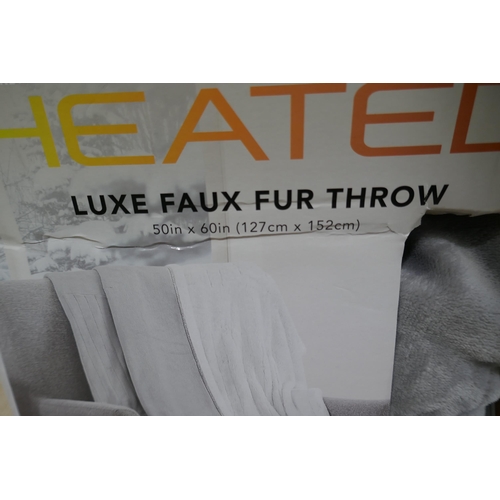 HEATED
LUXE FAUX FUR THROW
50in x 60in (127cm x 152cm)